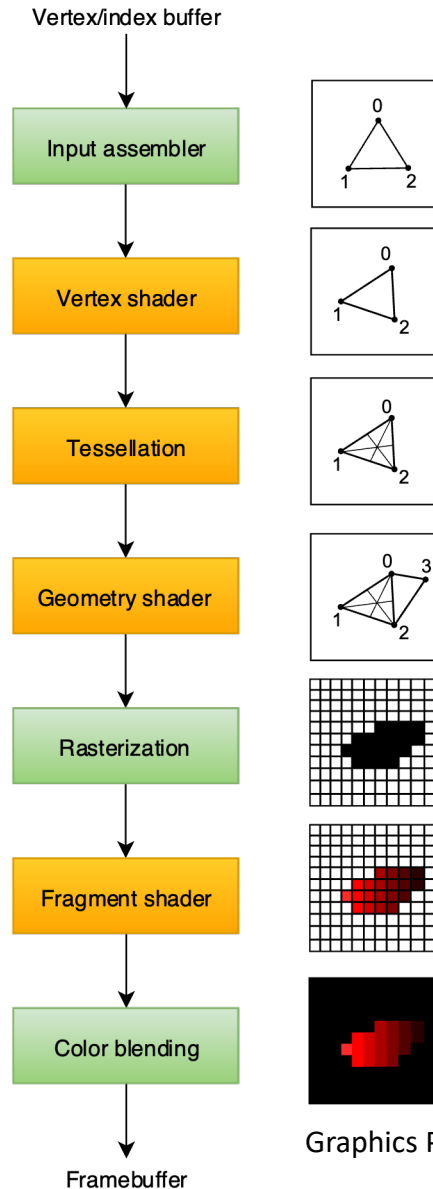 Vertex/index buffer
Input assembler
0
1
2
Vertex shader
0
1
2
Tessellation
0
1
2
Geometry shader
0
3
1
2
Rasterization
Fragment shader
Color blending
Graphics P
Framebuffer